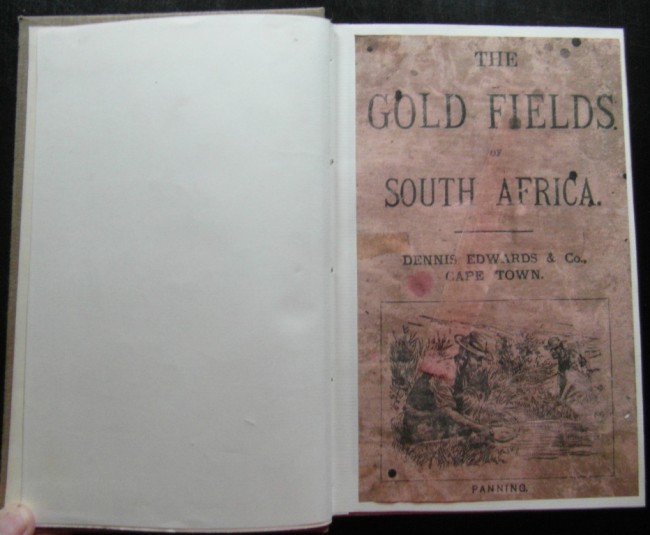 THE
GOLD FIELDS.
OF
SOUTH AFRICA.
DENNIS EDWARDS & Co.,
CAPE TOWN.
PANNING.